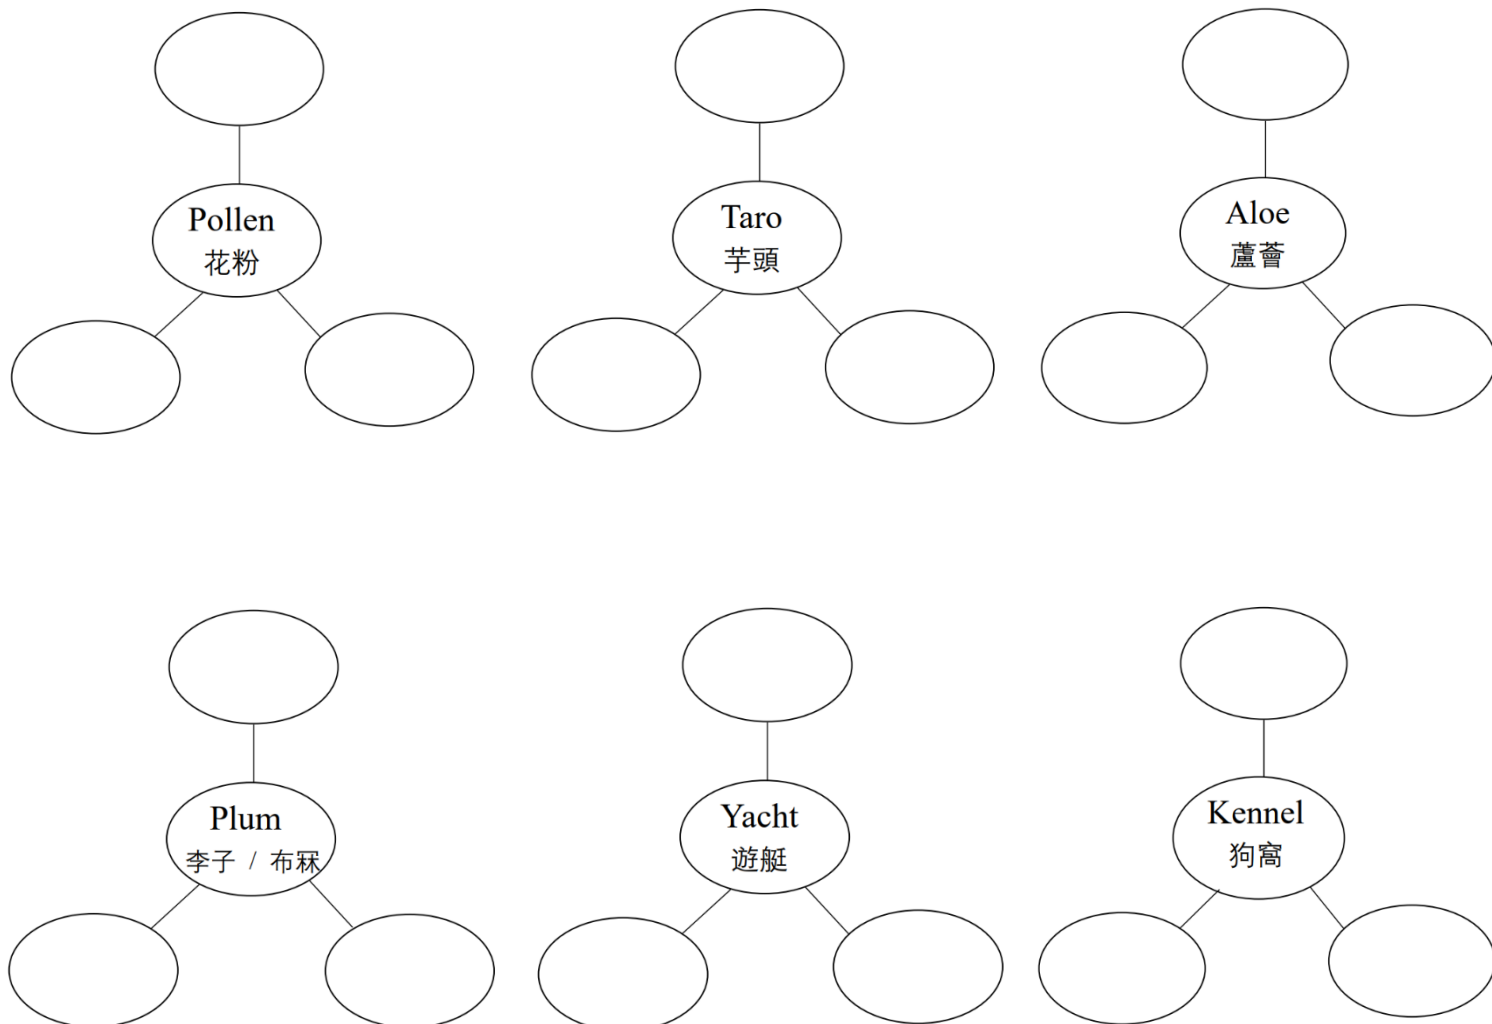 Pollen
花粉
Taro
芋頭
Aloe
蘆薈
Plum
李子 / 布冧
Yacht
遊艇
Kennel
狗窩